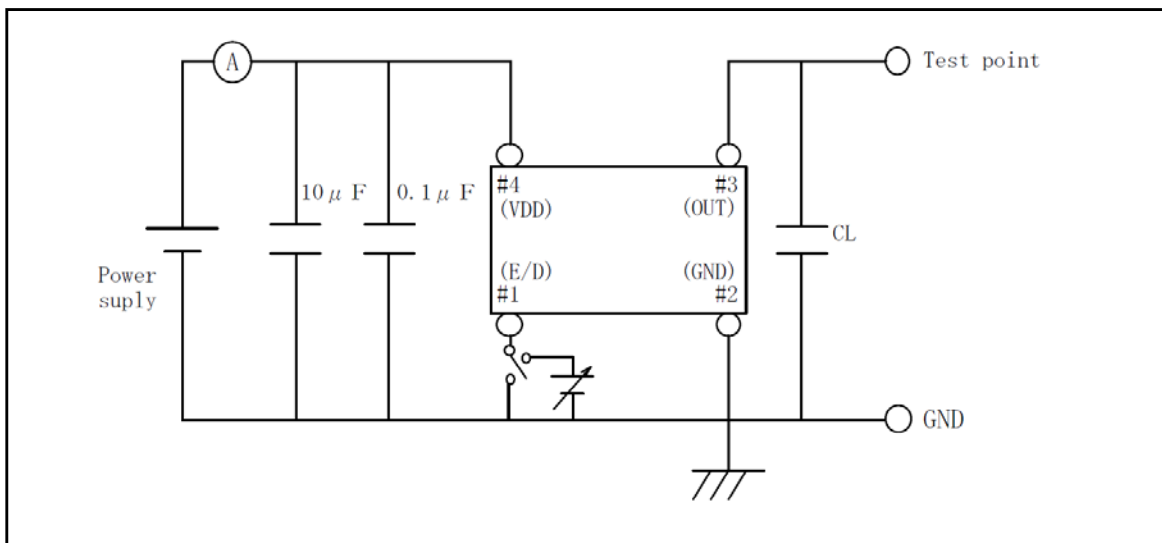 A
Test point
10μF
0.1μF
#4
(VDD)
#3
(OUT)
CL
Power
suply
(E/D)
#1
(GND)
#2
GND